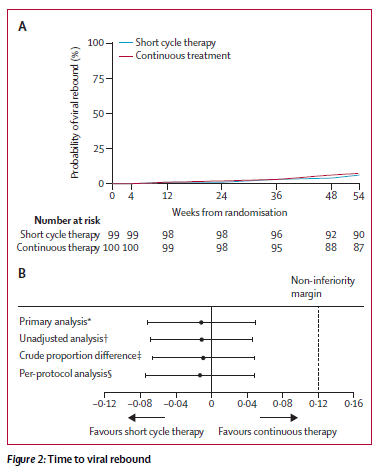 A
100
Short cycle therapy
Continuous treatment
75
50
25
0
Probability of viral rebound (%)
0 4 12 24 36 48 54
Weeks from randomisation
Number at risk
Short cycle therapy 99 99 98 98 96 92 90
Continuous therapy 100 100 99 98 95 88 87
B
Non-inferiority
margin
Primary analysis*
Unadjusted analysis†
Crude proportion difference‡
Per-protocol analysis§
–0·12 –0·08 –0·04 0 0·04 0·08 0·12 0·16
Favours short cycle therapy Favours continuous therapy
Figure 2: Time to viral rebound